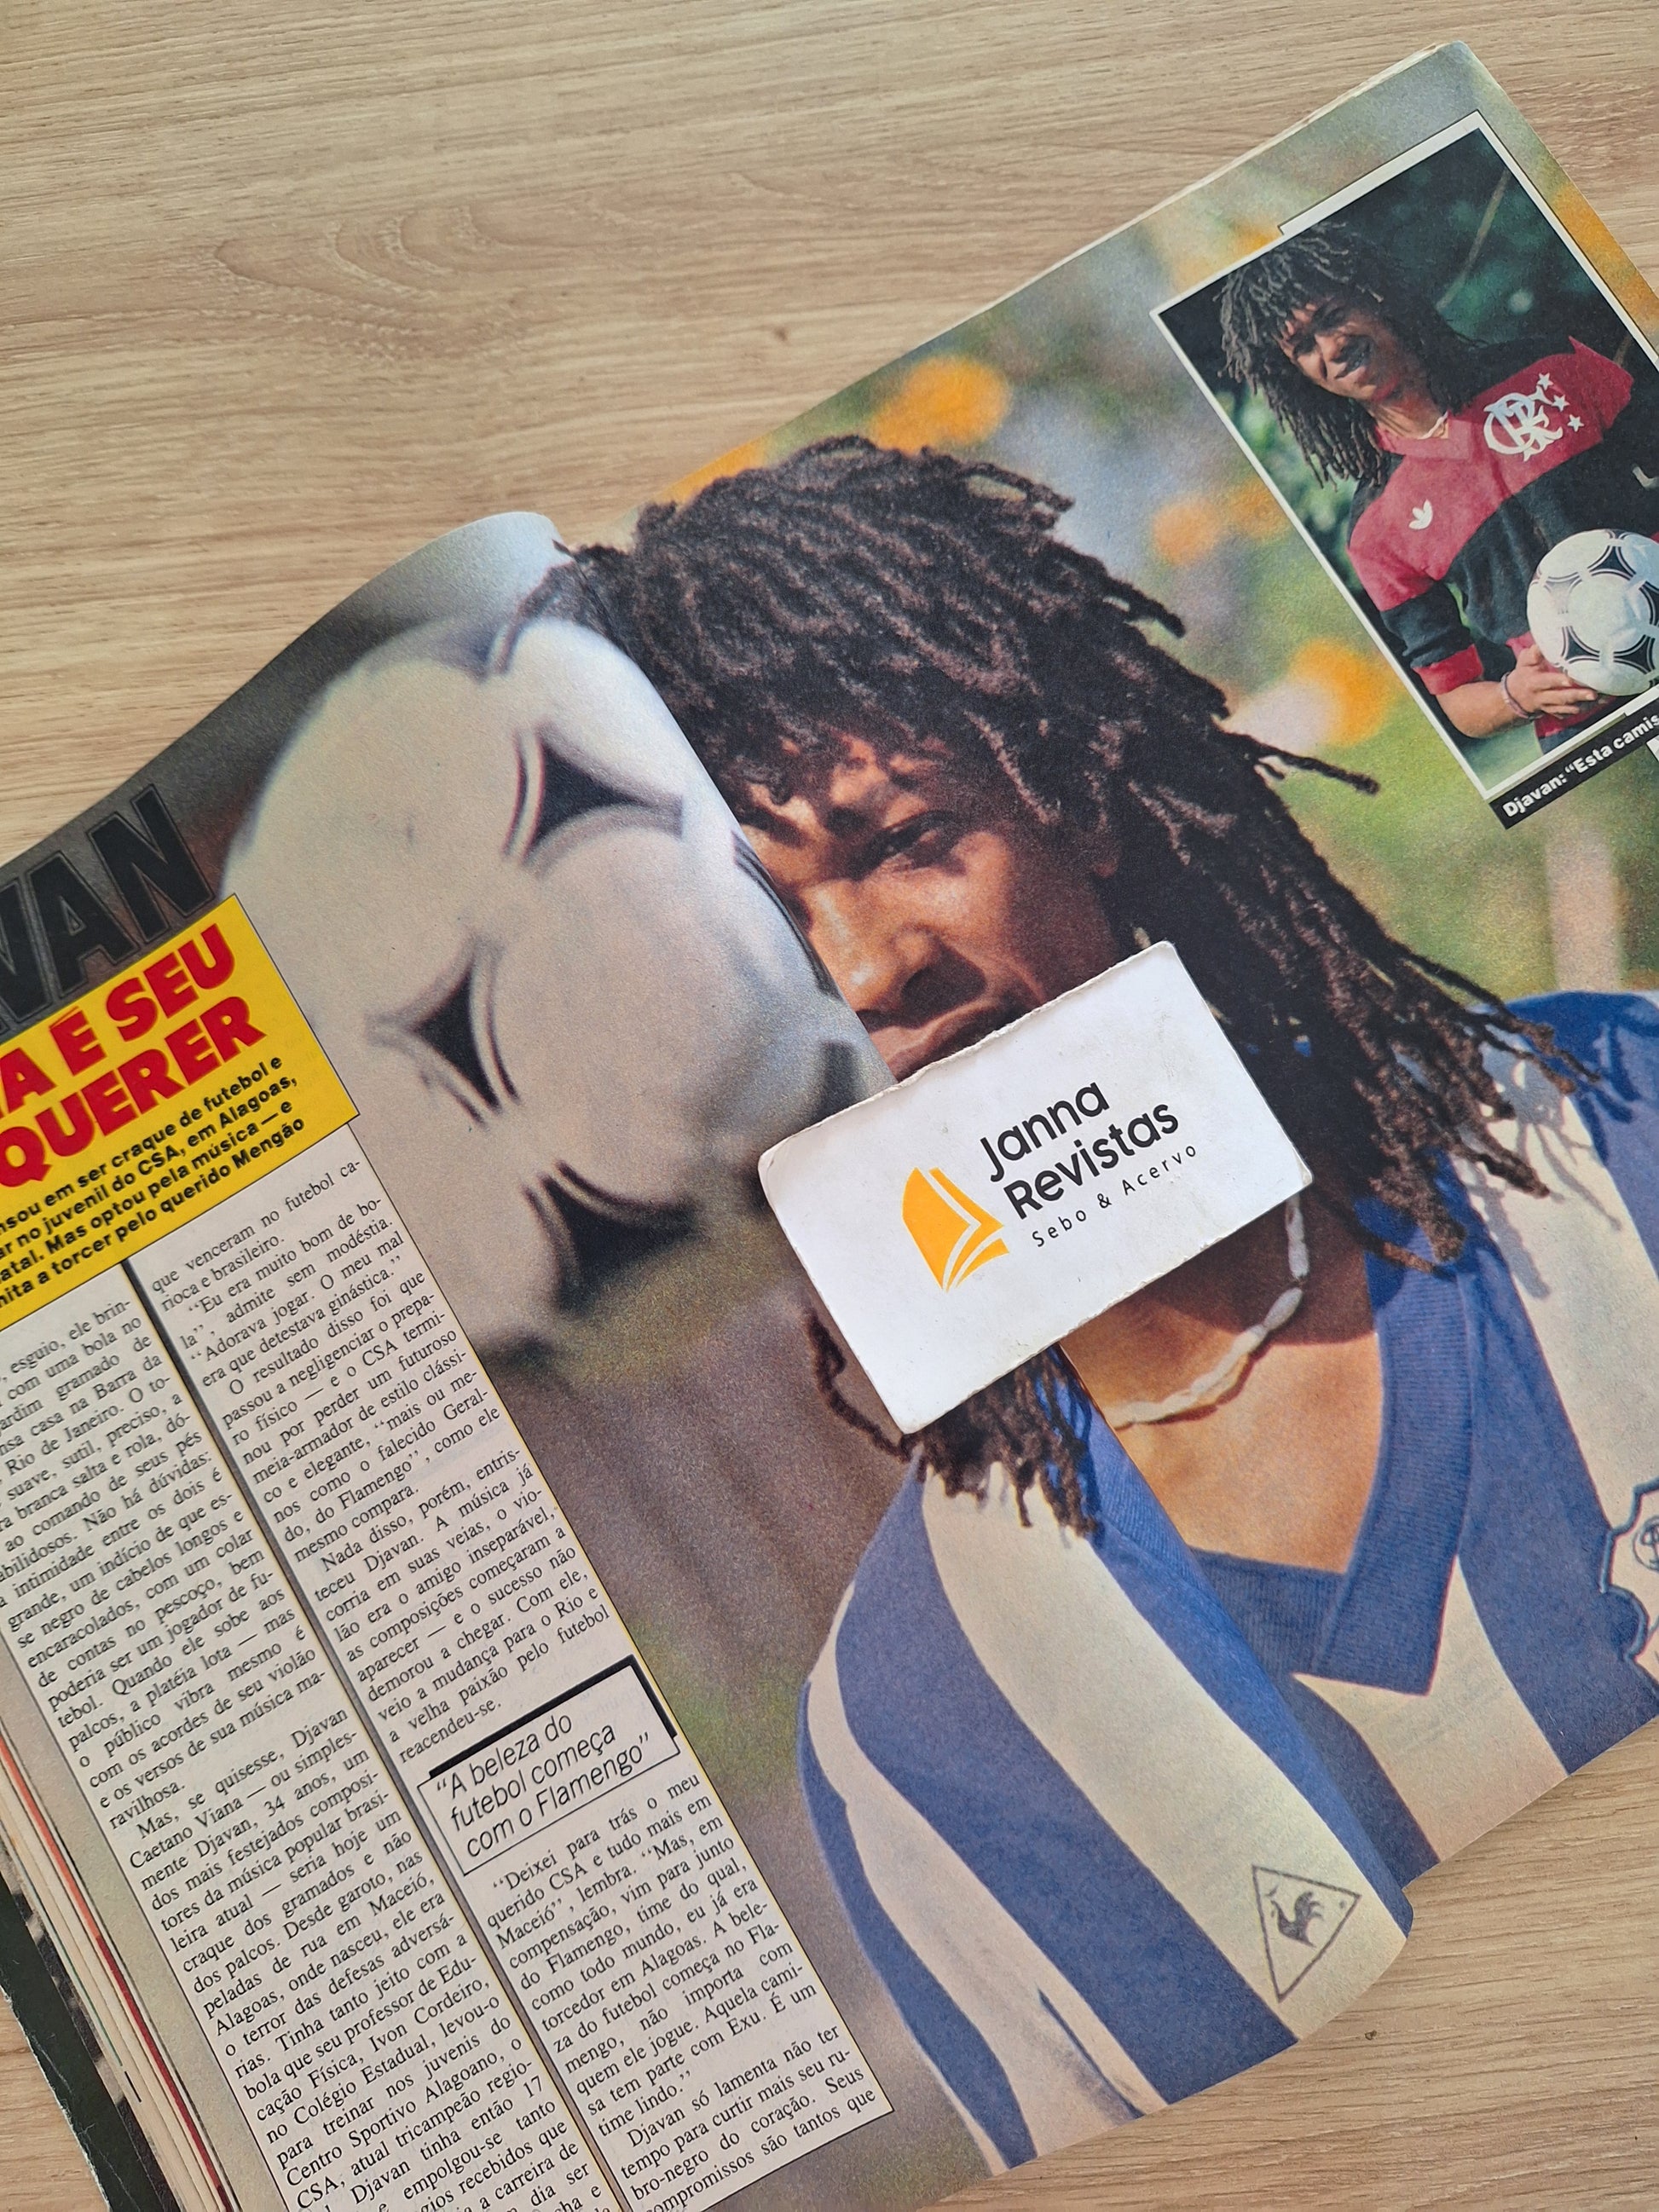 VAN
A É SEU
QUERER
em ser craque de futebol e
no juvenil do CSA, em Alagoas,
Mas optou pela música — e
a torcer pelo querido Mengão
esguio, ele brin-
com uma bola no
gramado de
casa na Barra da
Rio de Janeiro. O to-
suave, sutil, preciso, a
branca salta e rola, dó-
ao comando de seus pés
Não há dúvidas:
intimidade entre os dois é
grande, um indício de que es-
se negro de cabelos longos e
encaracolados, com um colar
de contas no pescoço, bem
poderia ser um jogador de fu-
tebol. Quando ele sobe aos
palcos, a platéia lota — mas
o público vibra mesmo é
com os acordes de seu violão
e os versos de sua música ma-
ravilhosa.
Mas, se quisesse, Djavan
Caetano Viana — ou simples-
mente Djavan, 34 anos, um
dos mais festejados composi-
tores da música popular brasi-
leira atual — seria hoje um
craque dos gramados e não
dos palcos. Desde garoto, nas
peladas de rua em Maceió,
Alagoas, onde nasceu, ele era
o terror das defesas adversá-
rias. Tinha tanto jeito com a
bola que seu professor de Edu-
cação Física, Ivon Cordeiro,
no Colégio Estadual, levou-o
para treinar nos juvenis do
Centro Sportivo Alagoano, o
CSA, atual tricampeão regio-
Djavan tinha então 17
e empolgou-se tanto
recebidos que
a carreira de
dia ser
e
que venceram no futebol ca-
rioca e brasileiro.
“Eu era muito bom de bo-
la”, admite sem modéstia.
“Adorava jogar. O meu mal
era que detestava ginástica.”
O resultado disso foi que
passou a negligenciar o prepa-
ro físico — e o CSA termi-
nou por perder um futuroso
meia-armador de estilo clássi-
co e elegante, “mais ou me-
nos como o falecido Geral-
do, do Flamengo”, como ele
mesmo compara.
Nada disso, porém, entris-
teceu Djavan. A música já
corria em suas veias, o vio-
lão era o amigo inseparável,
as composições começaram a
aparecer — e o sucesso não
demorou a chegar. Com ele,
veio a mudança para o Rio e
a velha paixão pelo futebol
reacendeu-se.
“A beleza do
futebol começa
com o Flamengo”
“Deixei para trás o meu
querido CSA e tudo mais em
Maceió”, lembra. “Mas, em
compensação, vim para junto
do Flamengo, time do qual,
como todo mundo, eu já era
torcedor em Alagoas. A bele-
za do futebol começa no Fla-
mengo, não importa com
quem ele jogue. Aquela cami-
sa tem parte com Exu. É um
time lindo.”
Djavan só lamenta não ter
tempo para curtir mais seu ru-
bro-negro do coração. Seus
compromissos são tantos que
Djavan: “Esta camis
Janna
Revistas
Sebo & Acervo